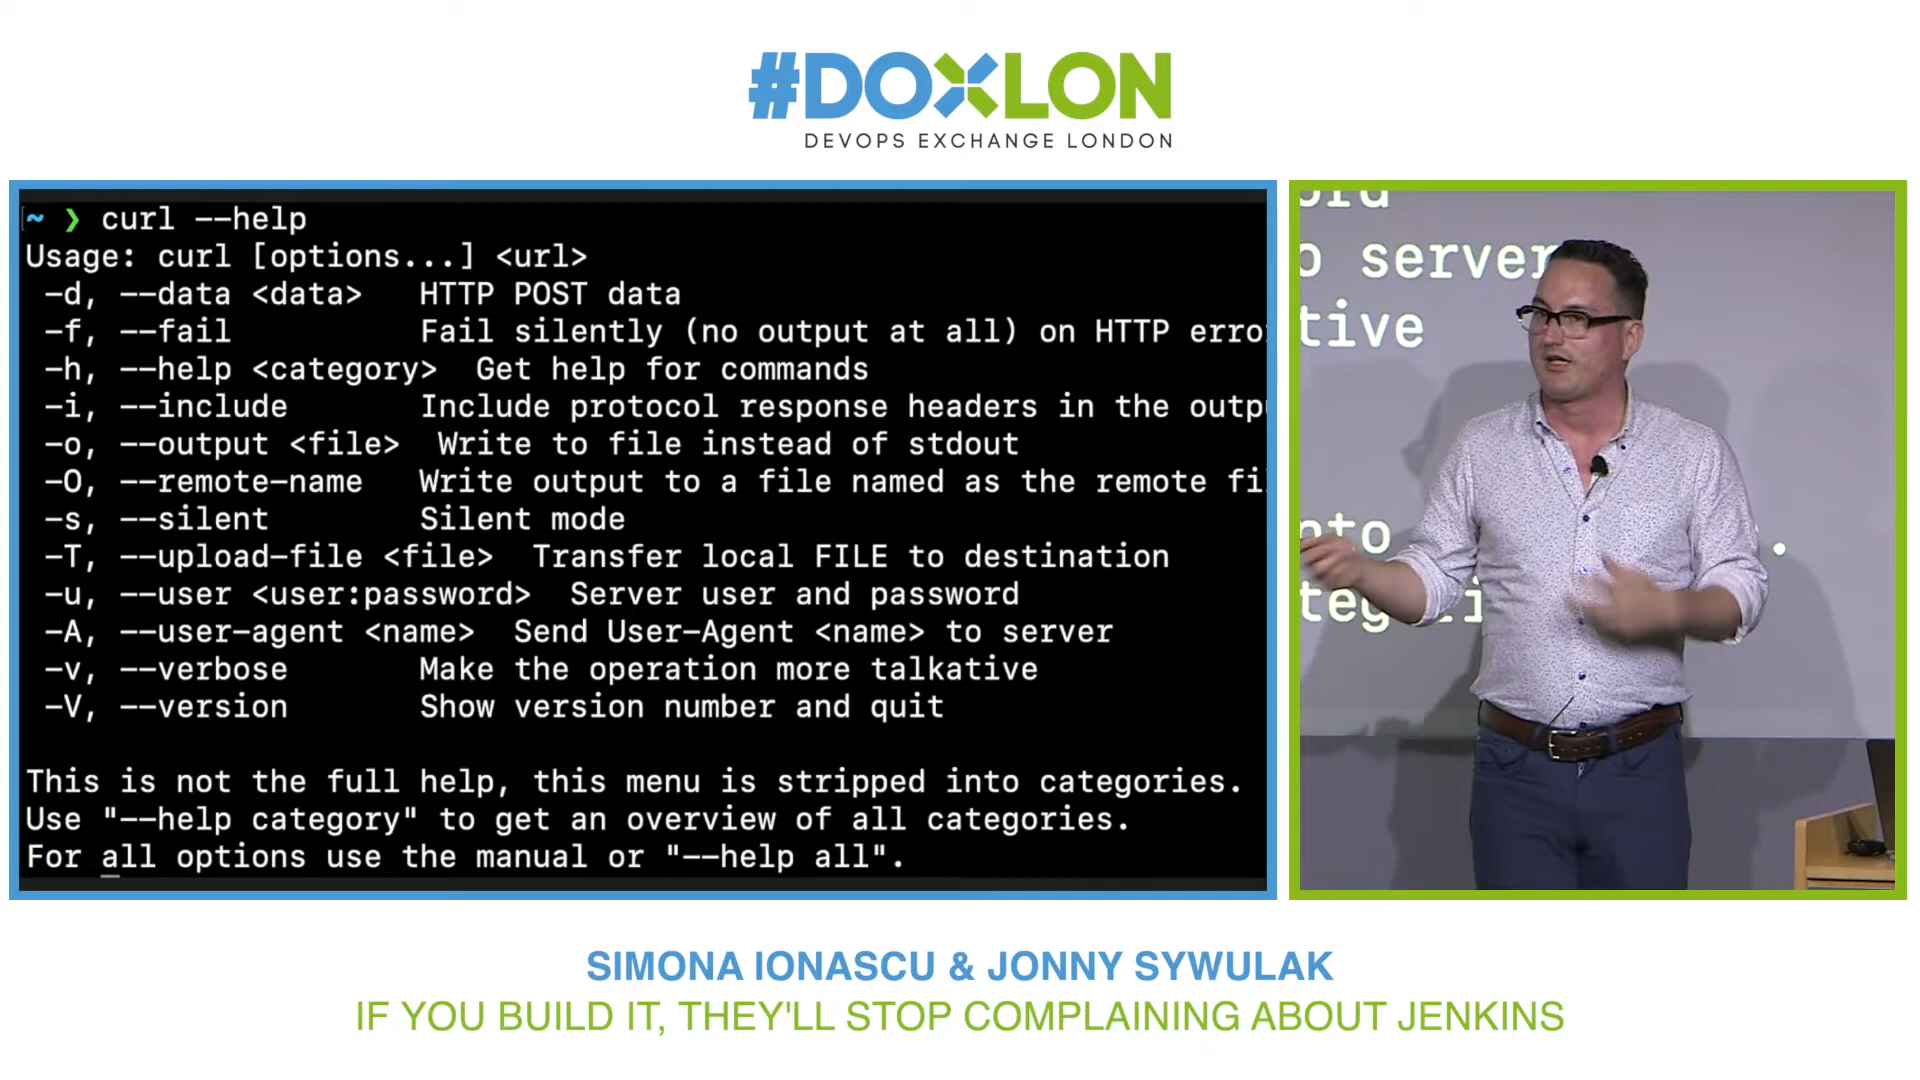 #DOXLON
DEVOPS EXCHANGE LONDON
~ ❯ curl --help
Usage: curl [options...] <url>
-d, --data <data>   HTTP POST data
-f, --fail          Fail silently (no output at all) on HTTP
-h, --help <category>  Get help for commands
-i, --include       Include protocol response headers in the
-o, --output <file>  Write to file instead of stdout
-O, --remote-name   Write output to a file named as the remote
-s, --silent        Silent mode
-T, --upload-file <file>  Transfer local FILE to destination
-u, --user <user:password>  Server user and password
-A, --user-agent <name>  Send User-Agent <name> to server
-v, --verbose       Make the operation more talkative
-V, --version       Show version number and quit
This is not the full help, this menu is stripped into categories.
Use "--help category" to get an overview of all categories.
For all options use the manual or "--help all".
server
tive
SIMONA IONASCU & JONNY SYWULAK
IF YOU BUILD IT, THEY'LL STOP COMPLAINING ABOUT JENKINS